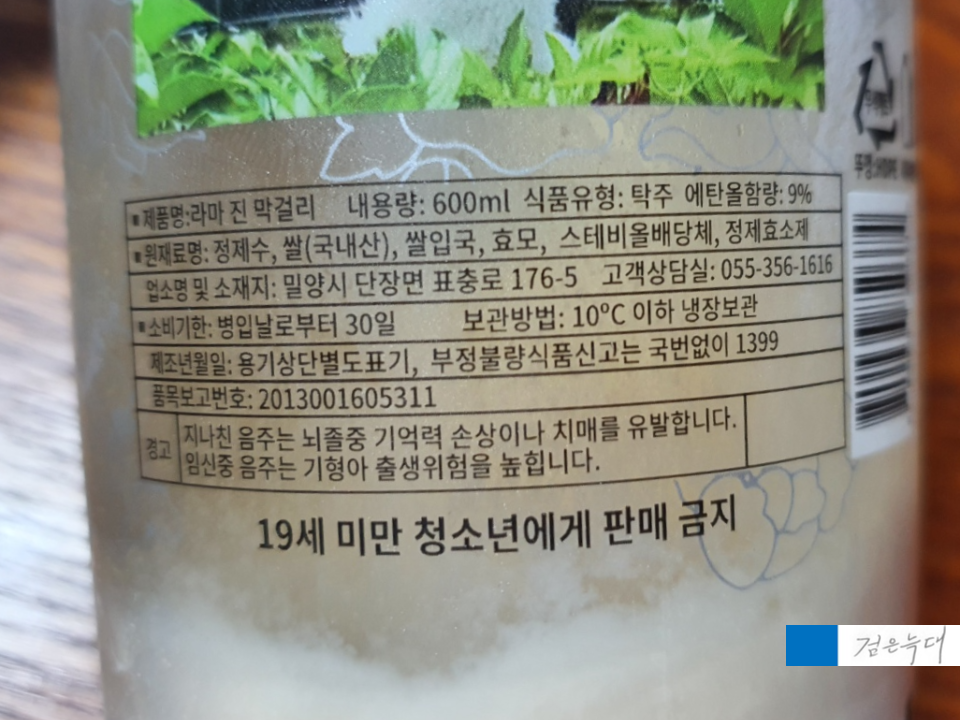 ■제품명:라마 진 막걸리 내용량: 600ml 식품유형: 탁주 에탄올함량: 9%
■원재료명: 정제수, 쌀(국내산), 쌀입국, 효모, 스테비올배당체, 정제효소제
업소명 및 소재지: 밀양시 단장면 표충로 176-5 고객상담실: 055-356-1616
■소비기한: 병입날로부터 30일 보관방법: 10℃ 이하 냉장보관
제조년월일: 용기상단별도표기, 부정불량식품신고는 국번없이 1399
품목보고번호: 2013001605311
경고 지나친 음주는 뇌졸중 기억력 손상이나 치매를 유발합니다.
임신중 음주는 기형아 출생위험을 높힙니다.
19세 미만 청소년에게 판매 금지
검은늑대